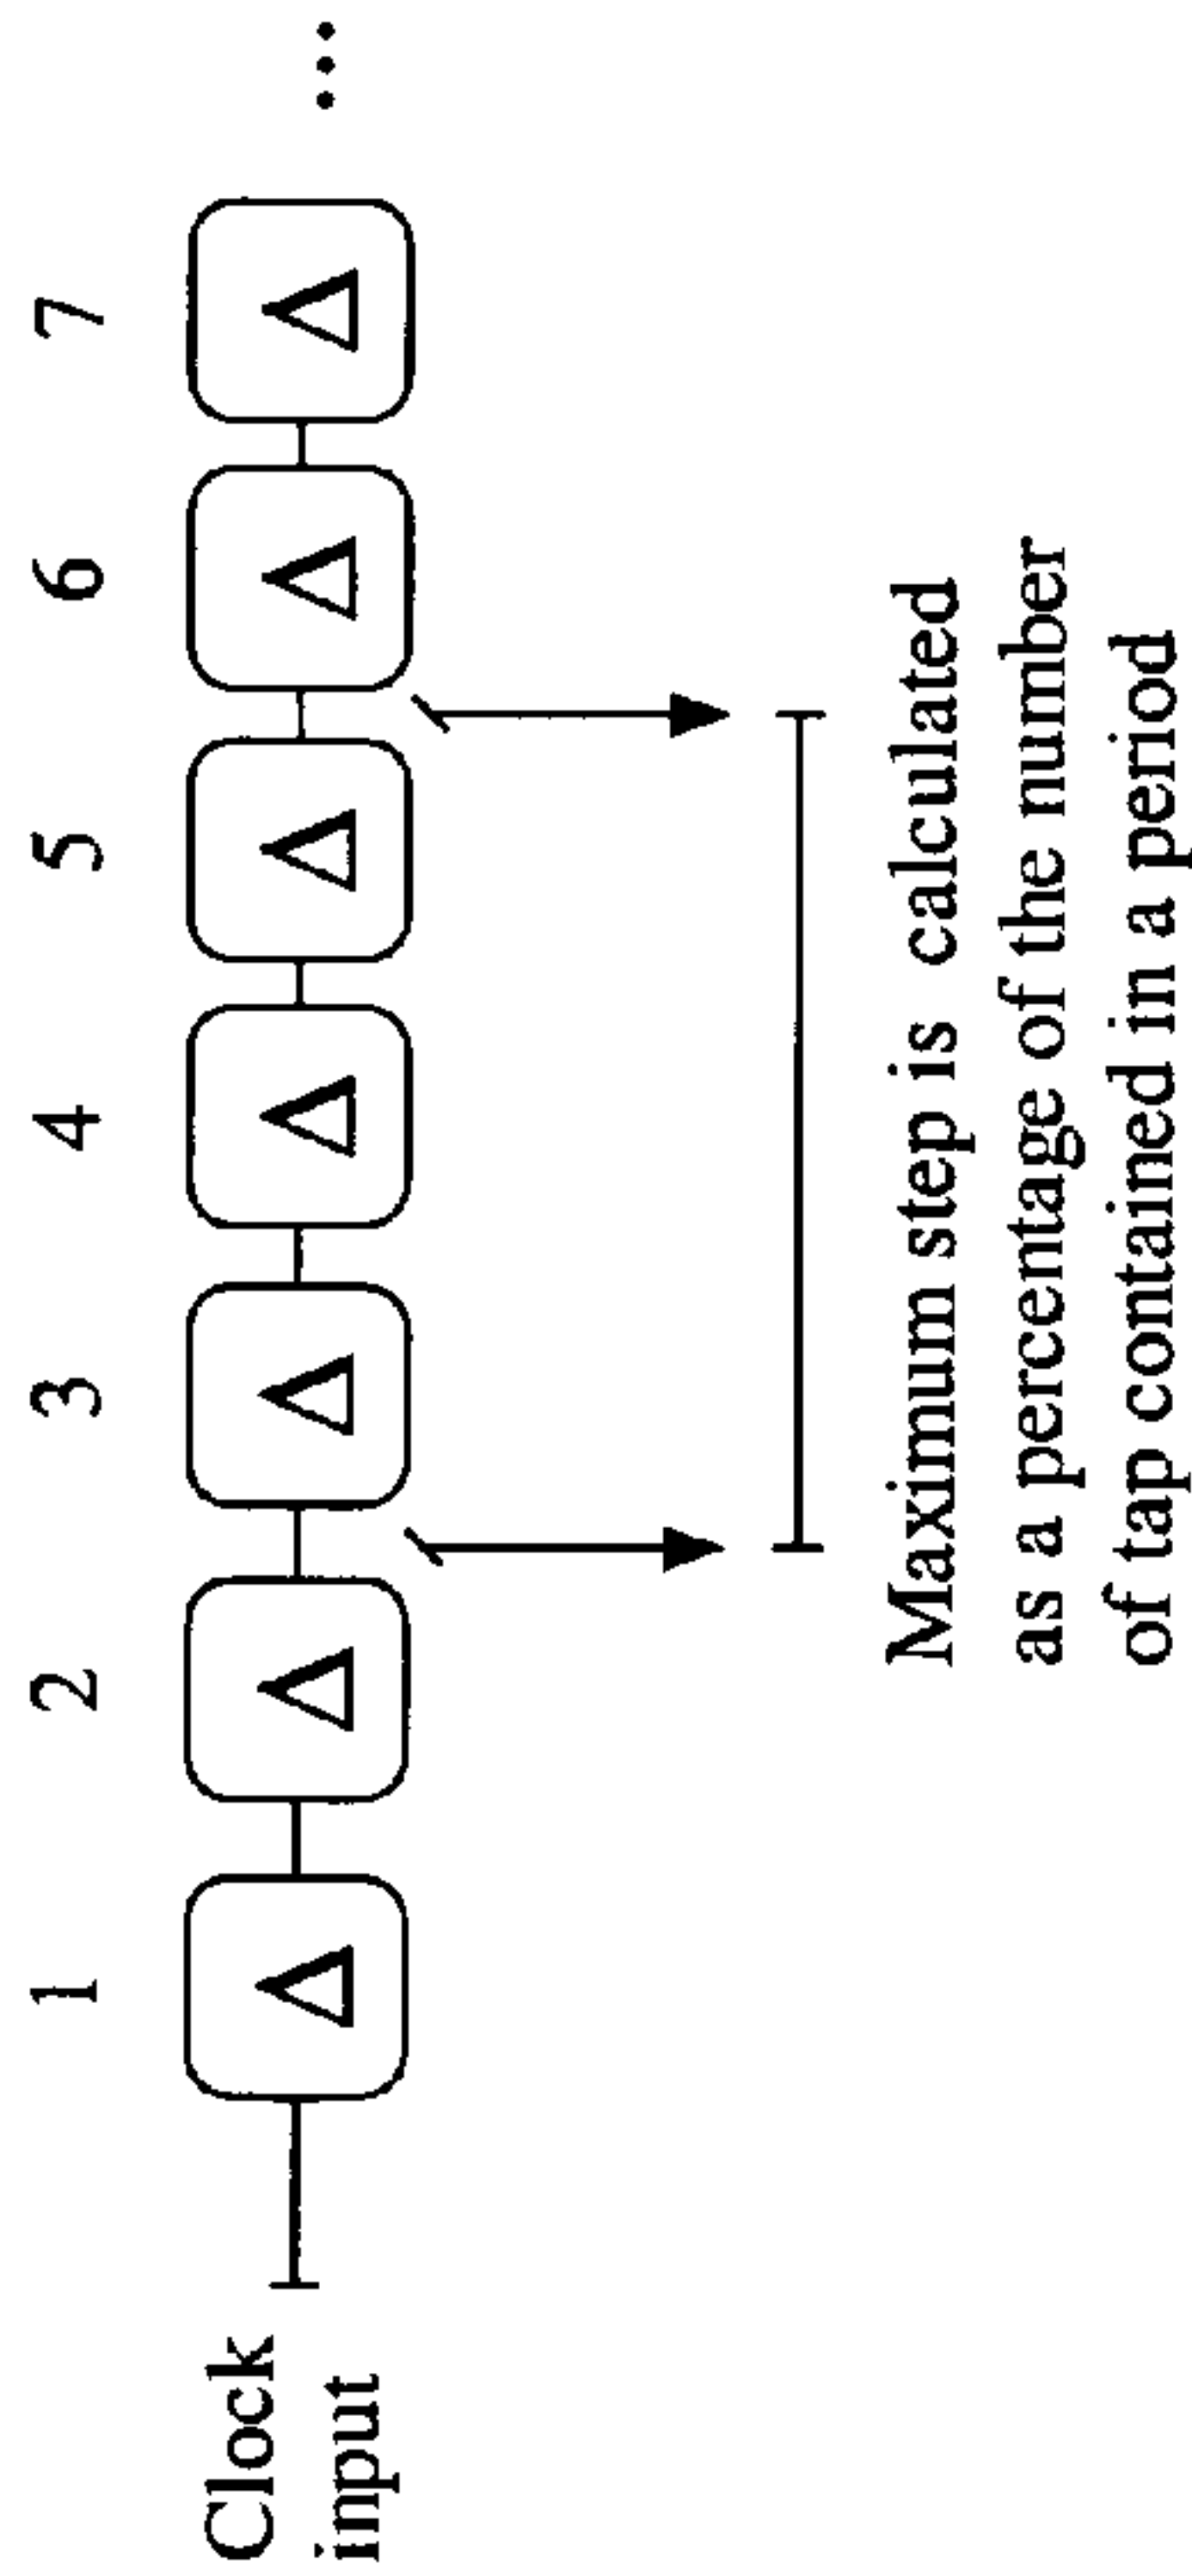 1 2 3 4 5 6 7
Clock
input
Δ Δ Δ Δ Δ Δ Δ ...
Maximum step is calculated
as a percentage of the number
of tap contained in a period